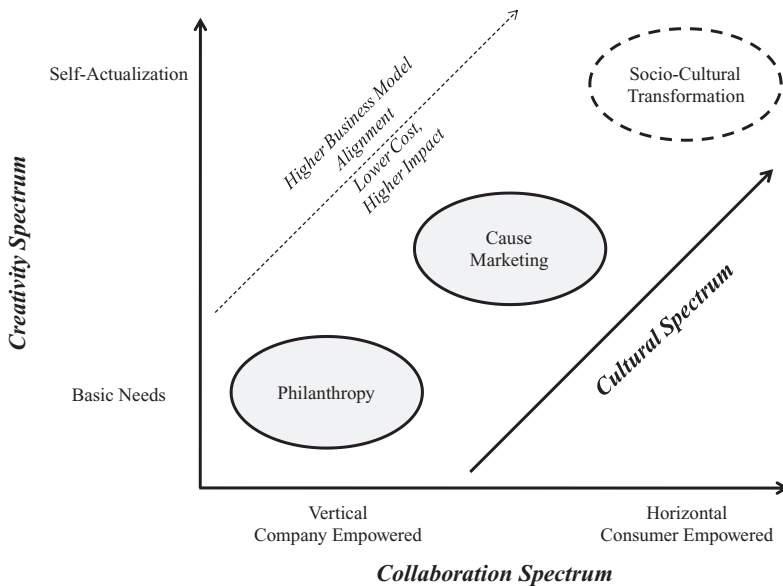 Self-Actualization
Socio-Cultural
Transformation
Higher Business Model
Alignment
Lower Cost,
Higher Impact
Creativity Spectrum
Cause
Marketing
Cultural Spectrum
Basic Needs
Philanthropy
Vertical
Company Empowered
Horizontal
Consumer Empowered
Collaboration Spectrum